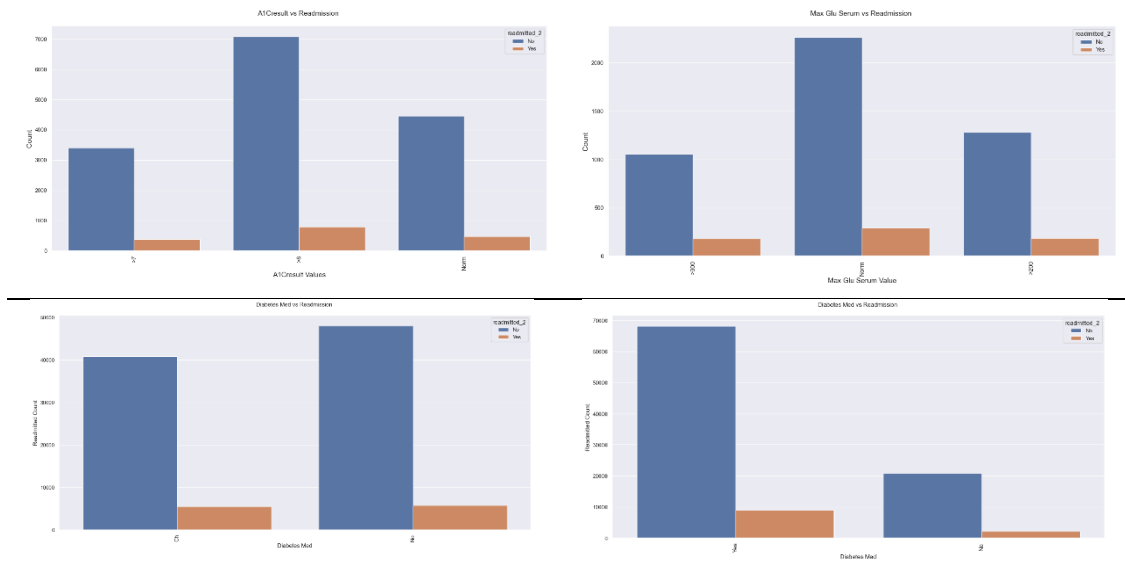 A1Cresult vs Readmission
readmitted_2
No
Yes
7000
6000
5000
4000
3000
2000
1000
0
Count
>7
>8
Norm
A1Cresult Values
Max Glu Serum vs Readmission
readmitted_2
No
Yes
2000
1500
1000
500
0
Count
>300
Norm
>200
Max Glu Serum Value
Diabetes Med vs Readmission
readmitted_2
No
Yes
50000
40000
30000
20000
10000
0
Readmitted Count
Ch
No
Diabetes Med
Diabetes Med vs Readmission
readmitted_2
No
Yes
70000
60000
50000
40000
30000
20000
10000
0
Readmitted Count
Yes
No
Diabetes Med